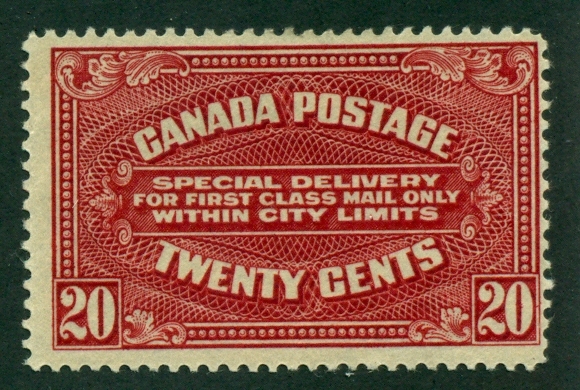 CANADA POSTAGE
SPECIAL DELIVERY
FOR FIRST CLASS MAIL ONLY
WITHIN CITY LIMITS
TWENTY CENTS
20 20